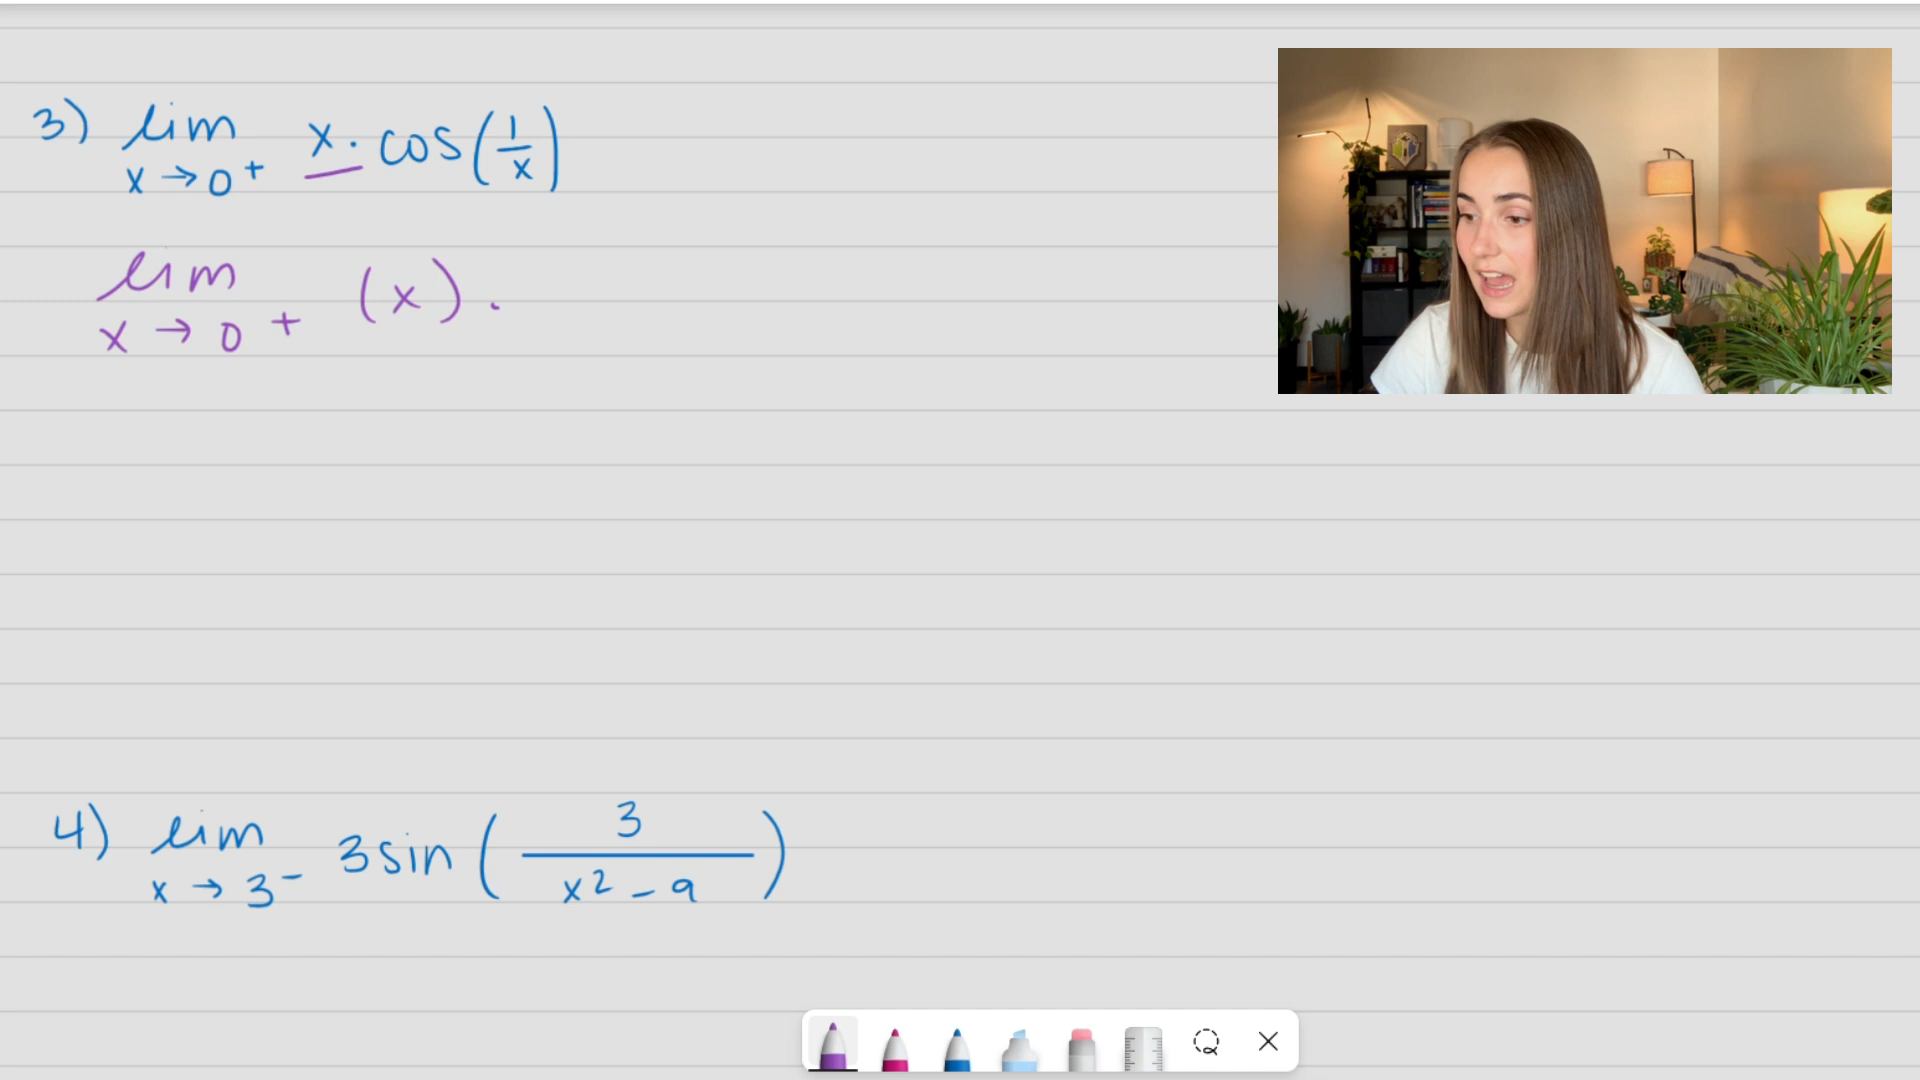 3) lim x→0⁺ x · cos(1/x)
lim x→0⁺ (x) ·
4) lim x→3⁻ 3sin(3/(x²-9))